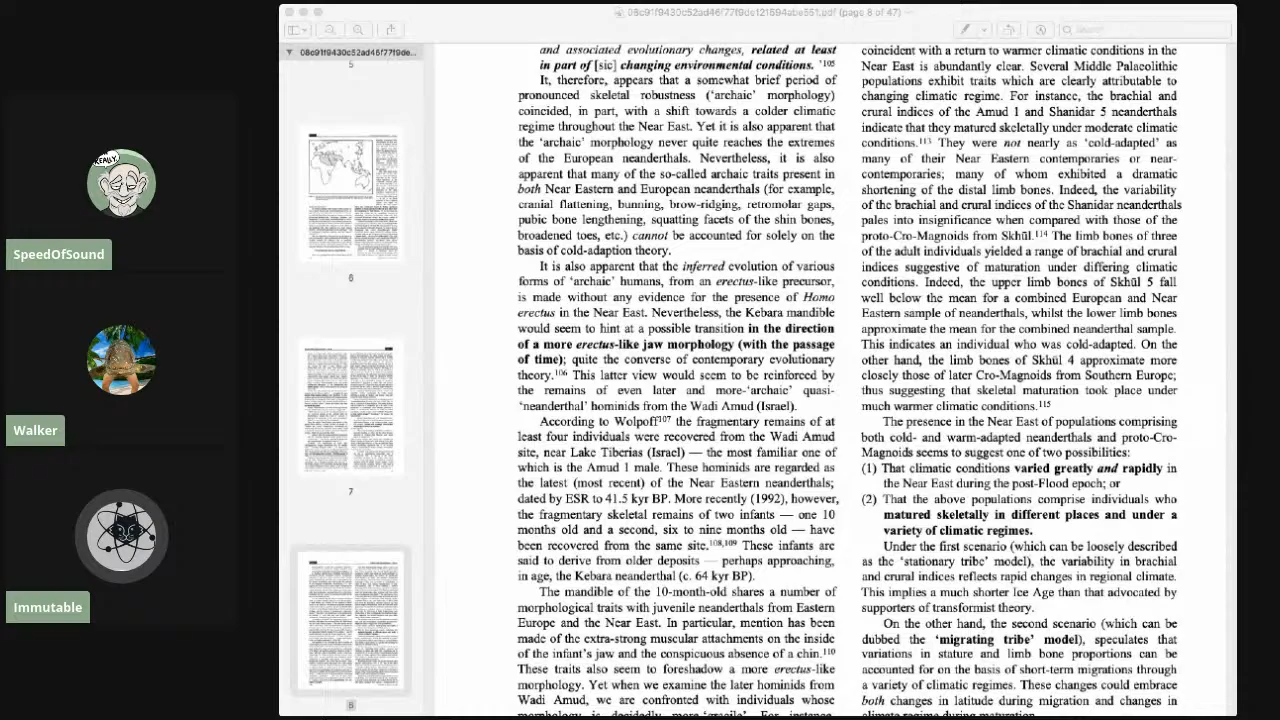 08c91f9430c52ad46f77f9de121694abe551.pdf (page 8 of 47)
Search
08c91f9430c52ad46f77f9de...
5
6
7
8
REALLY.
SpeedOfSound
Walker
Immutable
and associated evolutionary changes, related at least
in part of [sic] changing environmental conditions. ’105
It, therefore, appears that a somewhat brief period of
pronounced skeletal robustness (‘archaic’ morphology)
coincided, in part, with a shift towards a colder climatic
regime throughout the Near East. Yet it is also apparent that
the ‘archaic’ morphology never quite reaches the extremes
of the European neanderthals. Nevertheless, it is also
apparent that many of the so-called archaic traits present in
both Near Eastern and European neanderthals (for example,
cranial flattening, bunning, brow-ridging, retromolar gaps,
pubic bone lengthening, squatting facets of the shin bones,
broadened toes, etc.) cannot be accounted for solely on the
basis of cold-adaption theory.
It is also apparent that the inferred evolution of various
forms of ‘archaic’ humans, from an erectus-like precursor,
is made without any evidence for the presence of Homo
erectus in the Near East. Nevertheless, the Kebara mandible
would seem to hint at a possible transition in the direction
of a more erectus-like jaw morphology (with the passage
of time); quite the converse of contemporary evolutionary
theory.106 This latter view would seem to be reinforced by
the remains of even later and more-‘archaic’ quasi-
‘neanderthal’ hominids from the Wadi Amud (Israel).
According to Wolpoff107 the fragmentary remains of at
least four individuals were recovered from the Wadi Amud
site, near Lake Tiberias (Israel) — the most familiar one of
which is the Amud 1 male. These hominids are regarded as
the latest (most recent) of the Near Eastern neanderthals;
dated by ESR to 41.5 kyr BP. More recently (1992), however,
the fragmentary skeletal remains of two infants — one 10
months old and a second, six to nine months old — have
been recovered from the same site.108,109 These infants are
said to derive from older deposits — perhaps approaching,
in age, the Kebara neanderthal (c. 64 kyr BP).
The mandible of the 10-month-old shares a number of
morphological traits with juvenile neanderthals from Eastern
Europe and the Near East. In particular, mention has been
made of the extra-strong muscular attachments on the inside
of the infant’s jaw and the conspicuous absence of a chin.110
These traits also seem to foreshadow a more erectus-like
morphology. Yet when we examine the later hominids from
Wadi Amud, we are confronted with individuals whose
morphology is decidedly more ‘gracile’. For instance,
coincident with a return to warmer climatic conditions in the
Near East is abundantly clear. Several Middle Palaeolithic
populations exhibit traits which are clearly attributable to
changing climatic regime. For instance, the brachial and
crural indices of the Amud 1 and Shanidar 5 neanderthals
indicate that they matured skeletally under moderate climatic
conditions.113 They were not nearly as ‘cold-adapted’ as
many of their Near Eastern contemporaries or near-
contemporaries; many of whom exhibited a dramatic
shortening of the distal limb bones. Indeed, the variability
of the brachial and crural indices of the Shanidar neanderthals
pales into insignificance when compared with those of the
proto-Cro-Magnoids from Skhūl.114 The limb bones of three
of the adult individuals yielded a range of brachial and crural
indices suggestive of maturation under differing climatic
conditions. Indeed, the upper limb bones of Skhūl 5 fall
well below the mean for a combined European and Near
Eastern sample of neanderthals, whilst the lower limb bones
approximate the mean for the combined neanderthal sample.
This indicates an individual who was cold-adapted. On the
other hand, the limb bones of Skhūl 4 approximate more
closely those of later Cro-Magnoids from Southern Europe;
thus suggesting that skeletal maturation took place under
much warmer climatic conditions.115
The presence in the Near East of populations comprising
both cold- and warm-adapted neanderthals and proto-Cro-
Magnoids seems to suggest one of two possibilities:
(1) That climatic conditions varied greatly and rapidly in
the Near East during the post-Flood epoch; or
(2) That the above populations comprise individuals who
matured skeletally in different places and under a
variety of climatic regimes.
Under the first scenario (which can be loosely described
as the ‘stationary tribe’ model), the variability in brachial
and crural indices reflects rapid changes in regional climate.
This implies a much shorter Ice Age than that advocated by
supporters of transformist theory.
On the other hand, the second scenario (which can be
dubbed the ‘migrating tribe’ model) speculates that
variations in stature and limb bone proportions can be
accounted for on the basis of short-term migrations through
a variety of climatic regimes. These changes could embrace
both changes in latitude during migration and changes in
climatic regime during maturation.